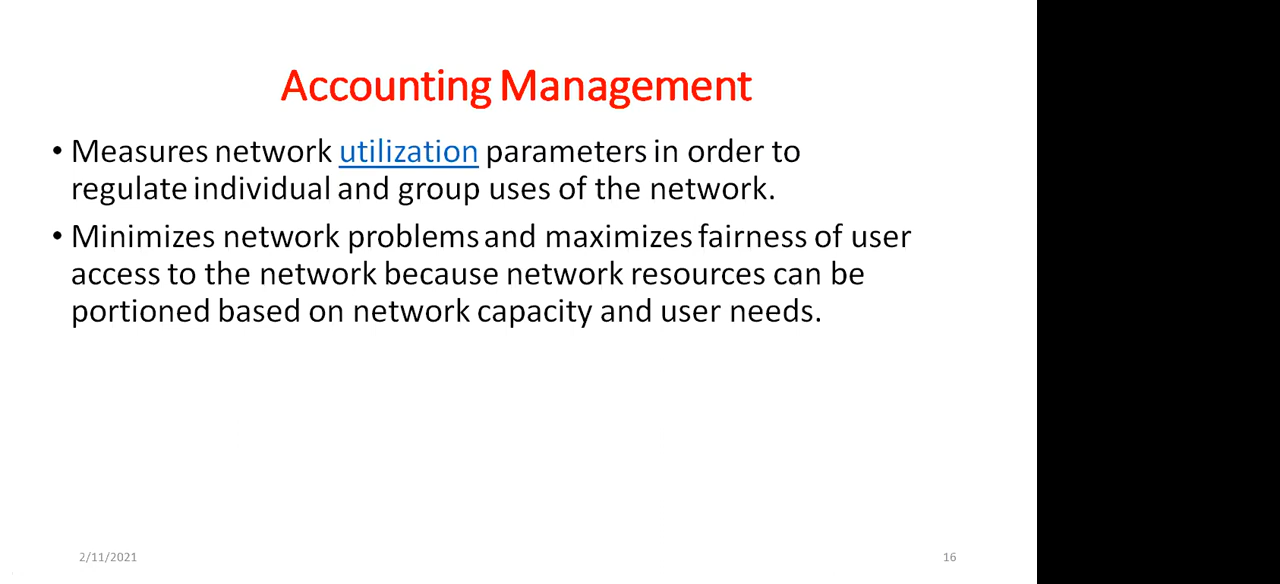 Accounting Management
• Measures network utilization parameters in order to
regulate individual and group uses of the network.
• Minimizes network problems and maximizes fairness of user
access to the network because network resources can be
portioned based on network capacity and user needs.
2/11/2021
16